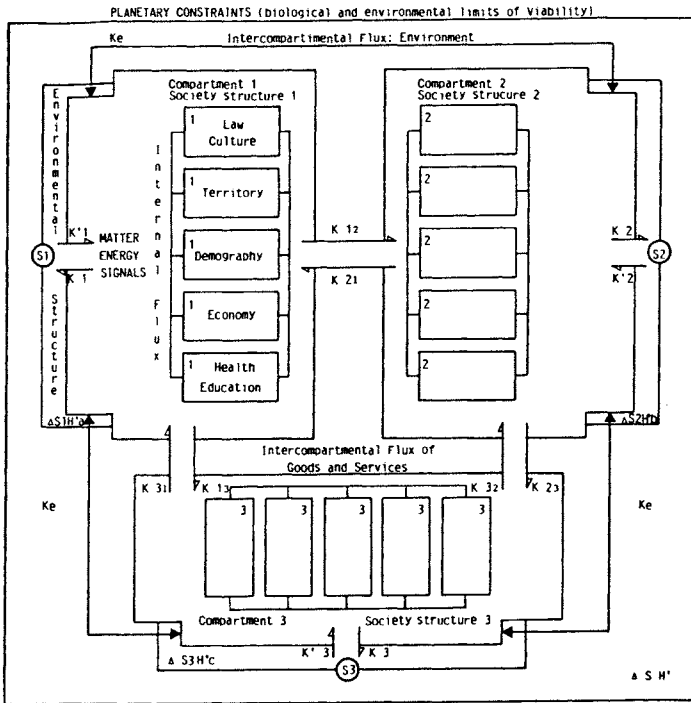 PLANETARY CONSTRAINTS (biological and environmental limits of Viability)
Ke
Intercompartimental Flux: Environment
Compartment 1
Society structure 1
Compartment 2
Society strucure 2
Environmental
Structure
Internal
Flux
1 Law
Culture
1 Territory
1 Demography
1 Economy
1 Health
Education
2
2
2
2
2
S1
K'1
MATTER
ENERGY
SIGNALS
K 1
K 12
K 21
K 2
K'2
S2
Δ S1H'a
Δ S2H'b
Intercompartmental Flux of
Goods and Services
K 31
K 13
K 32
K 23
Ke
Ke
3
3
3
3
3
Compartment 3
Society structure 3
K' 3
K 3
Δ S3H'c
S3
Δ S H'